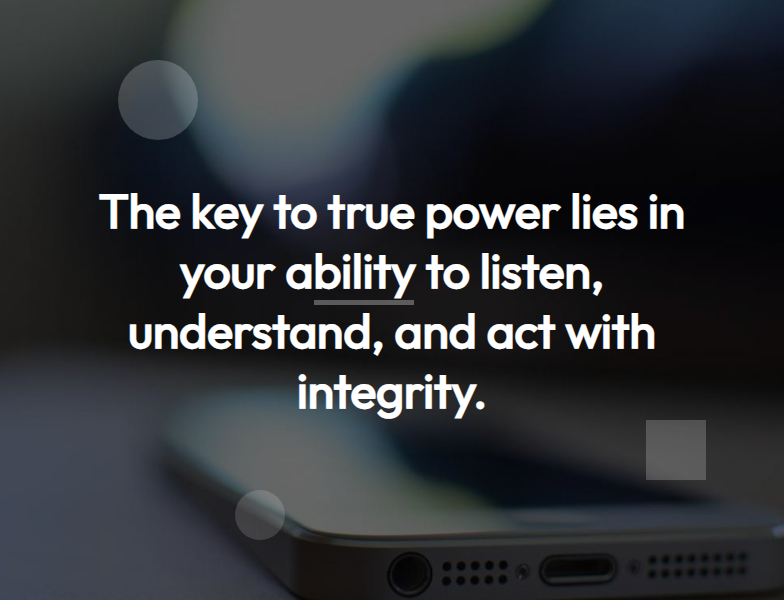 The key to true power lies in
your ability to listen,
understand, and act with
integrity.